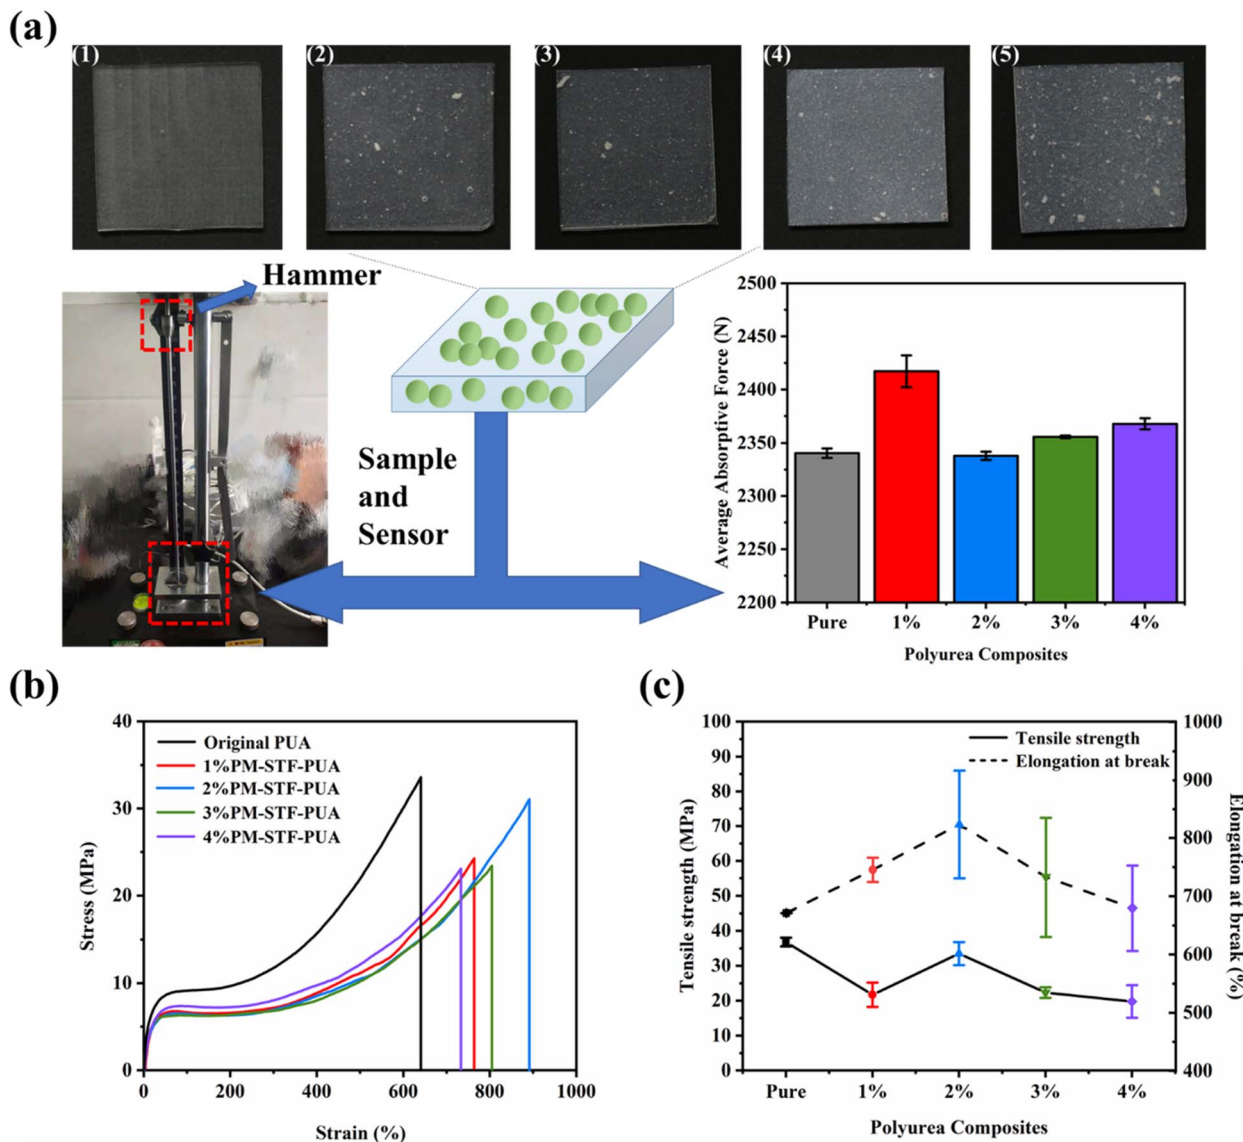 (a)
(1)
(2)
(3)
(4)
(5)
Hammer
Sample
and
Sensor
Average Absorptive Force (N)
2500
2450
2400
2350
2300
2250
2200
Pure
1%
2%
3%
4%
Polyurea Composites
(b)
Stress (MPa)
40
30
20
10
0
Original PUA
1%PM-STF-PUA
2%PM-STF-PUA
3%PM-STF-PUA
4%PM-STF-PUA
0
200
400
600
800
1000
Strain (%)
(c)
Tensile strength (MPa)
100
90
80
70
60
50
40
30
20
10
0
Tensile strength
Elongation at break
1000
900
800
700
600
500
400
Elongation at break (%)
Pure
1%
2%
3%
4%
Polyurea Composites